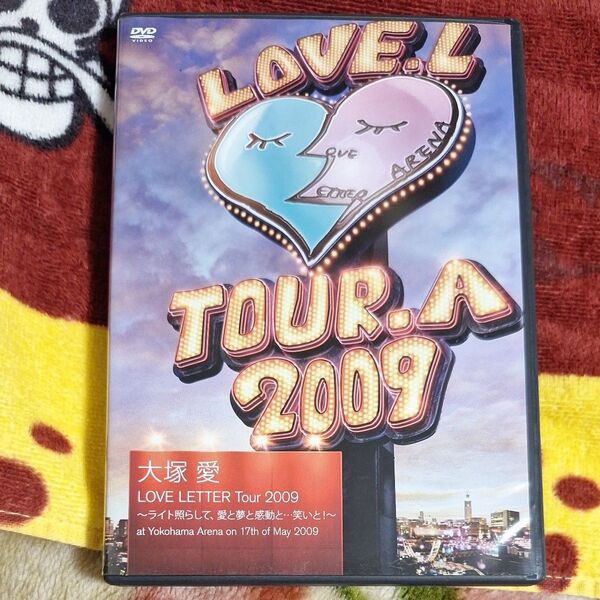 DVD
VIDEO
LOVE.L
LOVE
LETTER
ARENA
TOUR.A
2009
大塚 愛
LOVE LETTER Tour 2009
～ライト照らして、愛と夢と感動と…笑いと!～
at Yokohama Arena on 17th of May 2009